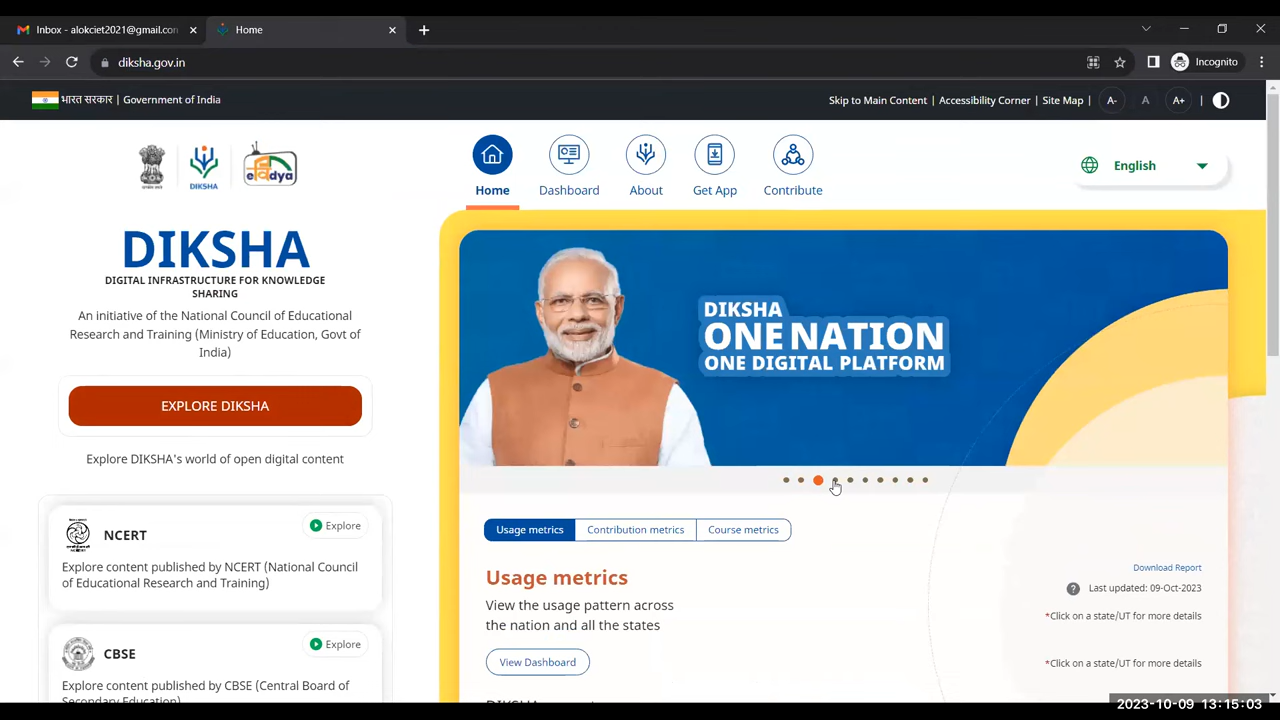 Inbox - alokciet2021@gmail.com
Home
diksha.gov.in
Incognito
भारत सरकार | Government of India
Skip to Main Content | Accessibility Corner | Site Map | A- A A+ |
DIKSHA
Home
Dashboard
About
Get App
Contribute
English
DIKSHA
DIGITAL INFRASTRUCTURE FOR KNOWLEDGE
SHARING
An initiative of the National Council of Educational
Research and Training (Ministry of Education, Govt of
India)
EXPLORE DIKSHA
Explore DIKSHA's world of open digital content
NCERT
Explore
Explore content published by NCERT (National Council
of Educational Research and Training)
CBSE
Explore
Explore content published by CBSE (Central Board of
Secondary Education)
DIKSHA
ONE NATION
ONE DIGITAL PLATFORM
Usage metrics
Contribution metrics
Course metrics
Usage metrics
View the usage pattern across
the nation and all the states
View Dashboard
Download Report
? Last updated: 09-Oct-2023
*Click on a state/UT for more details
*Click on a state/UT for more details
2023-10-09 13:15:03